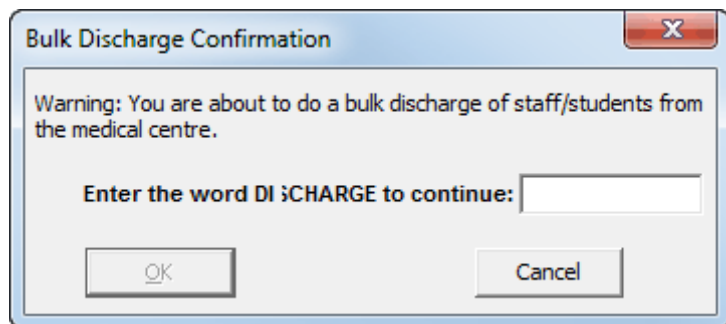 Bulk Discharge Confirmation
Warning: You are about to do a bulk discharge of staff/students from
the medical centre.
Enter the word DISCHARGE to continue:
OK
Cancel